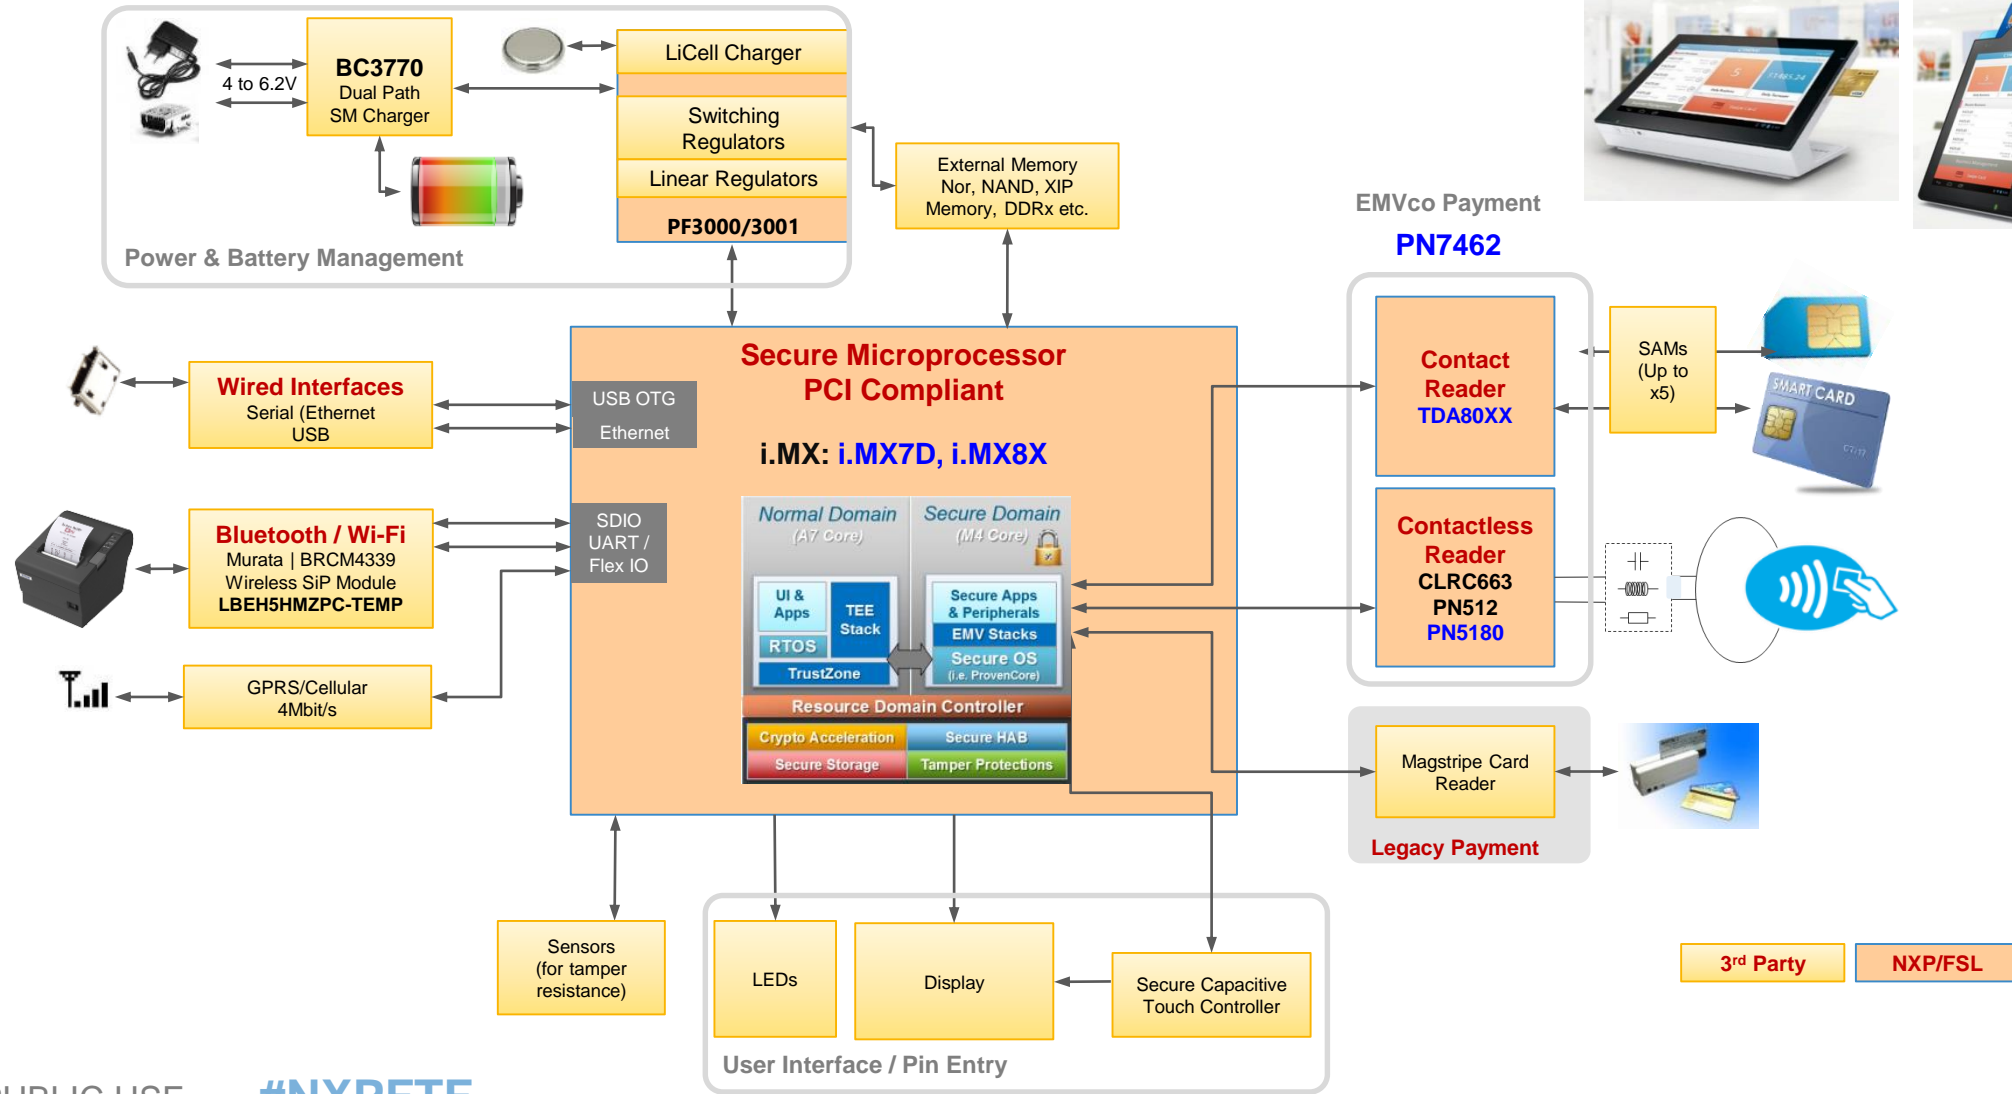 4 to 6.2V
BC3770
Dual Path
SM Charger
LiCell Charger
Switching
Regulators
Linear Regulators
PF3000/3001
Power & Battery Management
External Memory
Nor, NAND, XIP
Memory, DDRx etc.
EMVco Payment
PN7462
Wired Interfaces
Serial (Ethernet
USB
USB OTG
Ethernet
Bluetooth / Wi-Fi
Murata | BRCM4339
Wireless SiP Module
LBEH5HMZPC-TEMP
SDIO
UART /
Flex IO
GPRS/Cellular
4Mbit/s
Secure Microprocessor
PCI Compliant
i.MX: i.MX7D, i.MX8X
Normal Domain
(A7 Core)
Secure Domain
(M4 Core)
UI &
Apps
TEE
Stack
RTOS
TrustZone
Secure Apps
& Peripherals
EMV Stacks
Secure OS
(i.e. ProvenCore)
Resource Domain Controller
Crypto Acceleration
Secure HAB
Secure Storage
Tamper Protections
Contact
Reader
TDA80XX
SAMs
(Up to
x5)
SMART CARD
Contactless
Reader
CLRC663
PN512
PN5180
Magstripe Card
Reader
Legacy Payment
Sensors
(for tamper
resistance)
LEDs
Display
Secure Capacitive
Touch Controller
User Interface / Pin Entry
3rd Party
NXP/FSL
PUBLIC USE
#NXPFTF